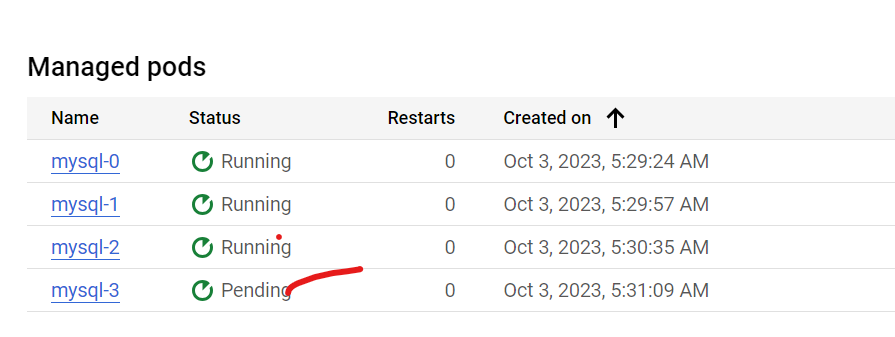 Managed pods
Name Status Restarts Created on
mysql-0 Running 0 Oct 3, 2023, 5:29:24 AM
mysql-1 Running 0 Oct 3, 2023, 5:29:57 AM
mysql-2 Running 0 Oct 3, 2023, 5:30:35 AM
mysql-3 Pending 0 Oct 3, 2023, 5:31:09 AM